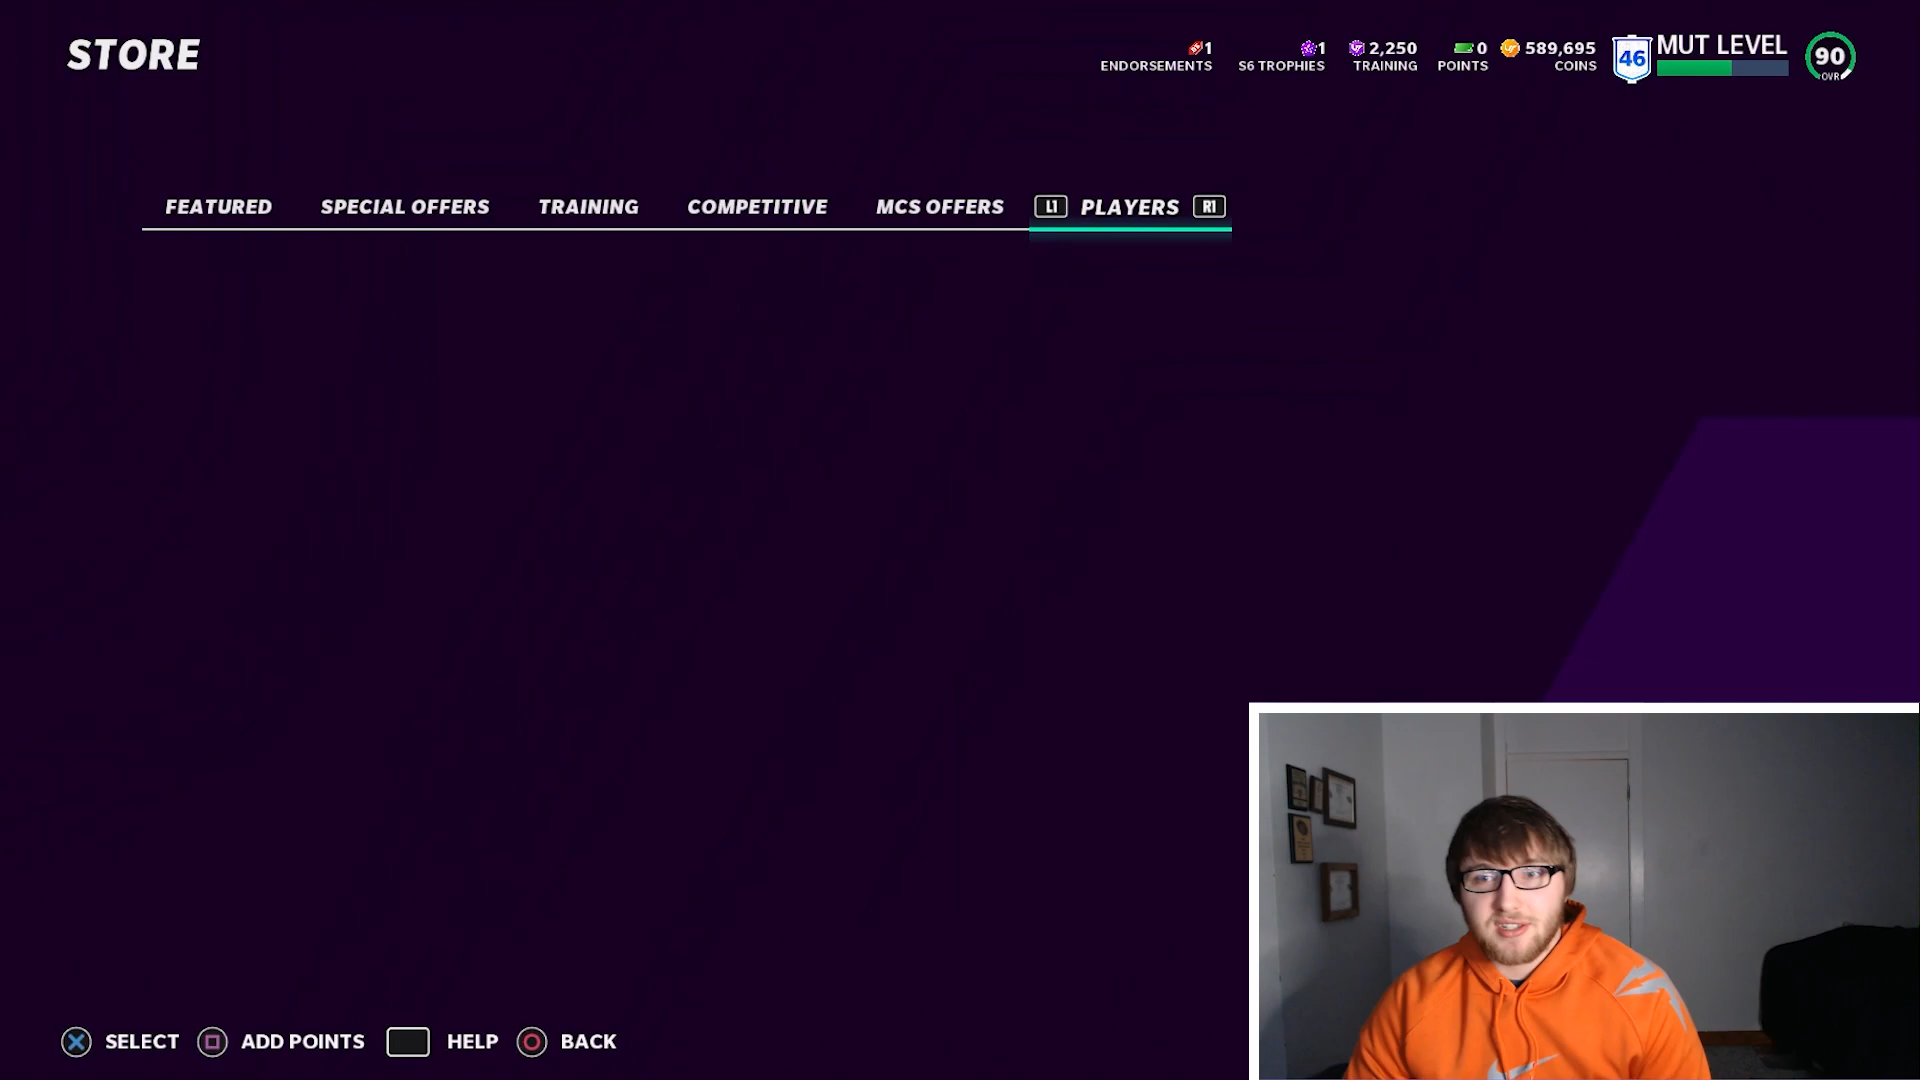 STORE
1 ENDORSEMENTS
1 S6 TROPHIES
2,250 TRAINING
0 POINTS
589,695 COINS
46 MUT LEVEL
90 OVR
FEATURED SPECIAL OFFERS TRAINING COMPETITIVE MCS OFFERS L1 PLAYERS R1
SELECT ADD POINTS HELP BACK